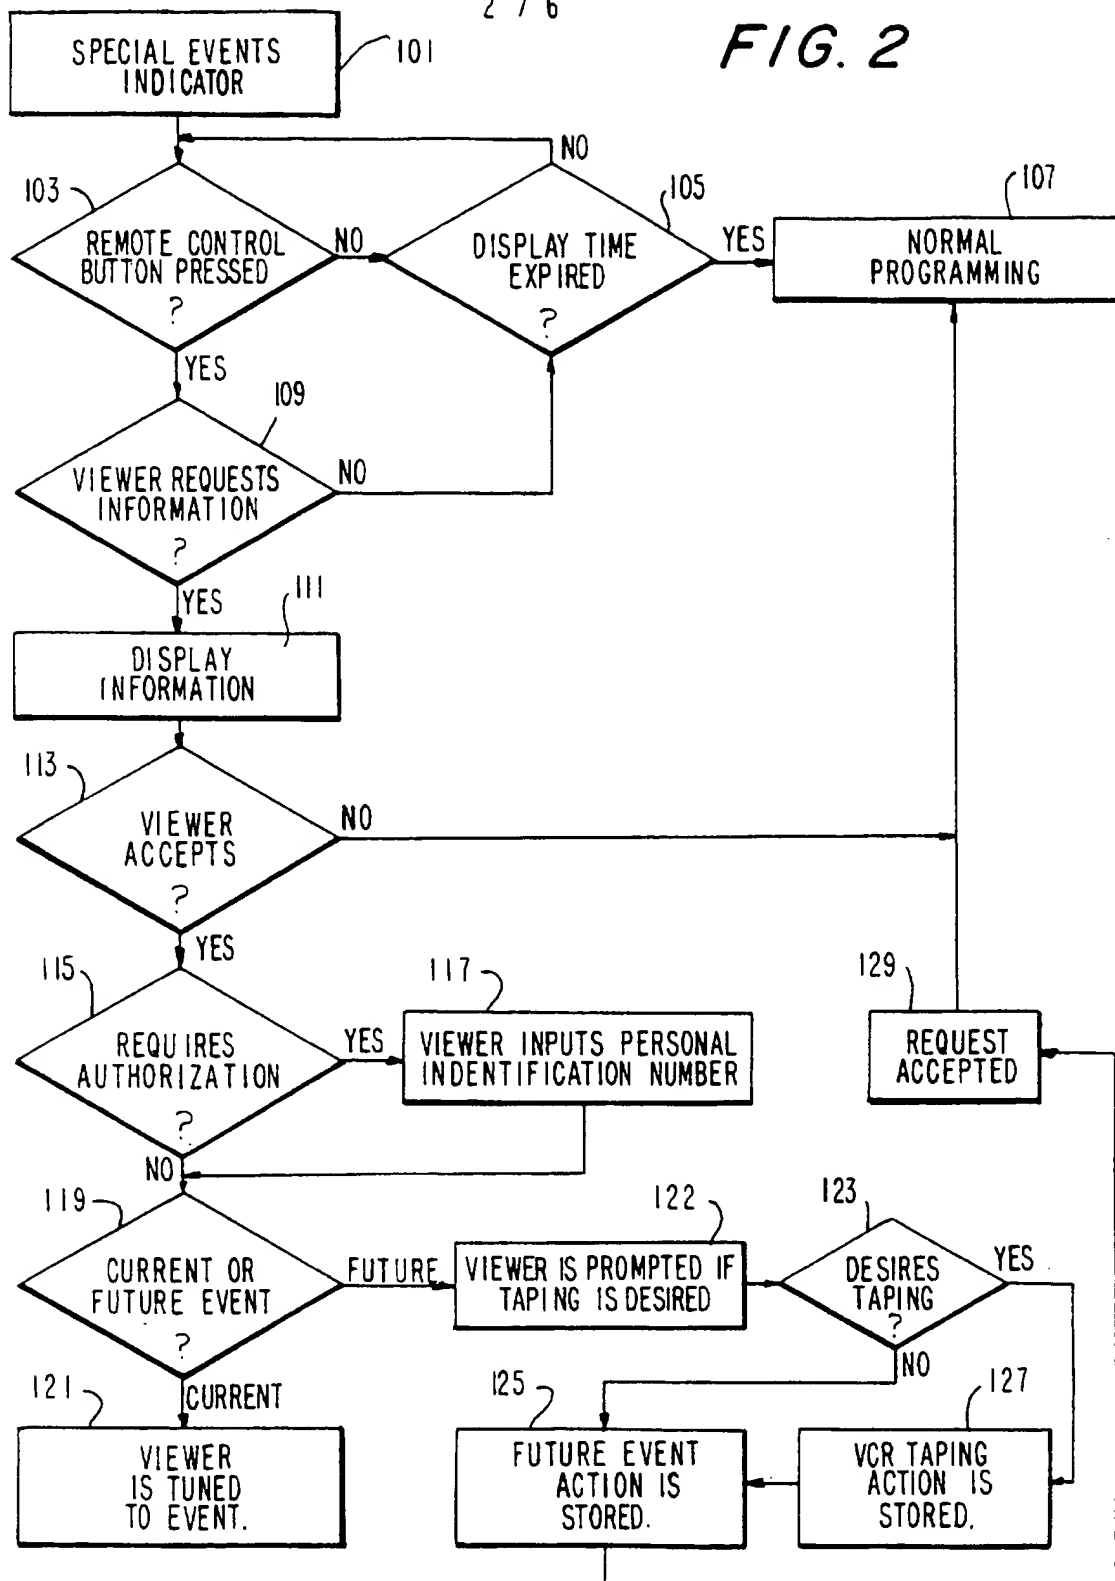 2 / 6
FIG. 2
SPECIAL EVENTS
INDICATOR
101
NO
103
REMOTE CONTROL
BUTTON PRESSED
?
NO
105
DISPLAY TIME
EXPIRED
?
YES
107
NORMAL
PROGRAMMING
YES
109
VIEWER REQUESTS
INFORMATION
?
NO
YES
111
DISPLAY
INFORMATION
113
VIEWER
ACCEPTS
?
NO
YES
115
REQUIRES
AUTHORIZATION
?
YES
117
VIEWER INPUTS PERSONAL
INDENTIFICATION NUMBER
129
REQUEST
ACCEPTED
NO
119
CURRENT OR
FUTURE EVENT
?
FUTURE
122
VIEWER IS PROMPTED IF
TAPING IS DESIRED
123
DESIRES
TAPING
?
YES
NO
CURRENT
121
VIEWER
IS TUNED
TO EVENT.
125
FUTURE EVENT
ACTION IS
STORED.
127
VCR TAPING
ACTION IS
STORED.